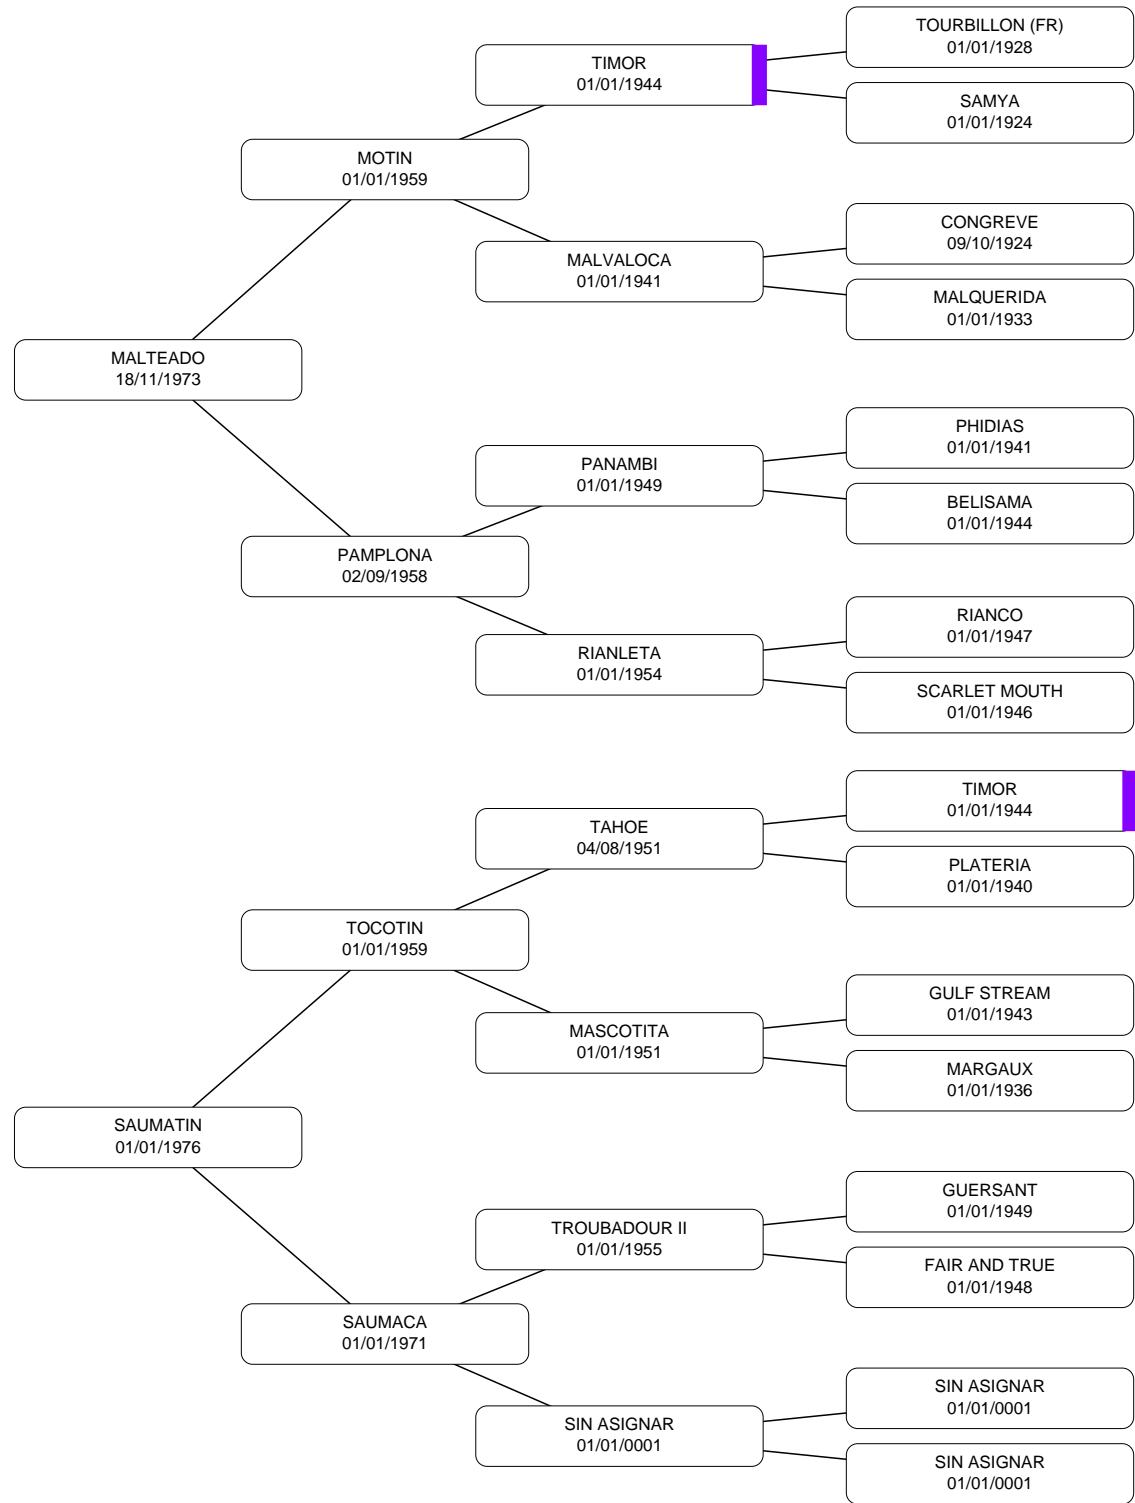 TOURBILLON (FR)
01/01/1928
TIMOR
01/01/1944
SAMYA
01/01/1924
MOTIN
01/01/1959
CONGREVE
09/10/1924
MALVALOCA
01/01/1941
MALQUERIDA
01/01/1933
MALTEADO
18/11/1973
PHIDIAS
01/01/1941
PANAMBI
01/01/1949
BELISAMA
01/01/1944
PAMPLONA
02/09/1958
RIANCO
01/01/1947
RIANLETA
01/01/1954
SCARLET MOUTH
01/01/1946
TIMOR
01/01/1944
TAHOE
04/08/1951
PLATERIA
01/01/1940
TOCOTIN
01/01/1959
GULF STREAM
01/01/1943
MASCOTITA
01/01/1951
MARGAUX
01/01/1936
SAUMATIN
01/01/1976
GUERSANT
01/01/1949
TROUBADOUR II
01/01/1955
FAIR AND TRUE
01/01/1948
SAUMACA
01/01/1971
SIN ASIGNAR
01/01/0001
SIN ASIGNAR
01/01/0001
SIN ASIGNAR
01/01/0001